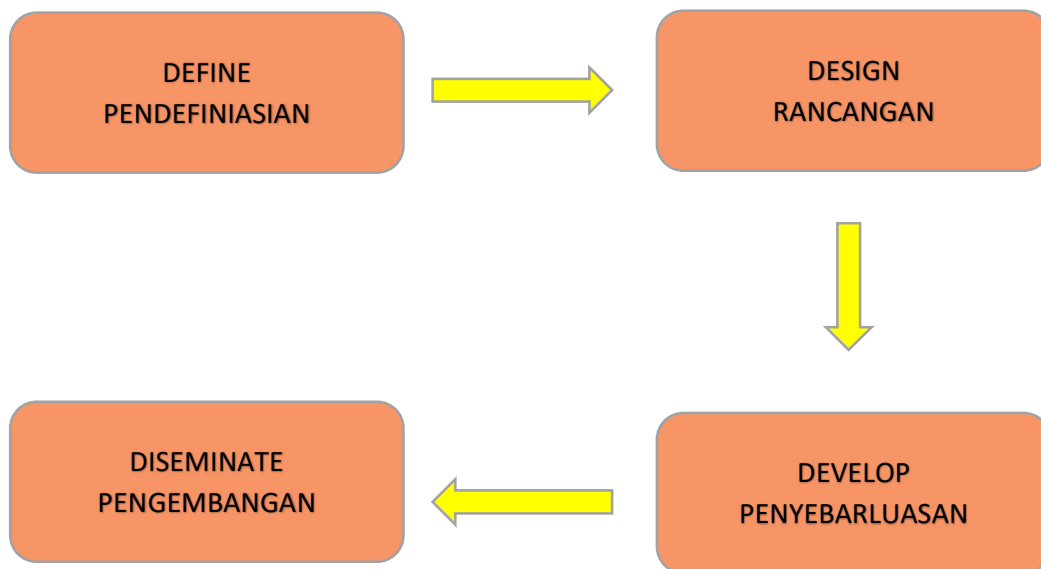 DEFINE
PENDEFINIASIAN
DESIGN
RANCANGAN
DEVELOP
PENYEBARLUASAN
DISEMINATE
PENGEMBANGAN